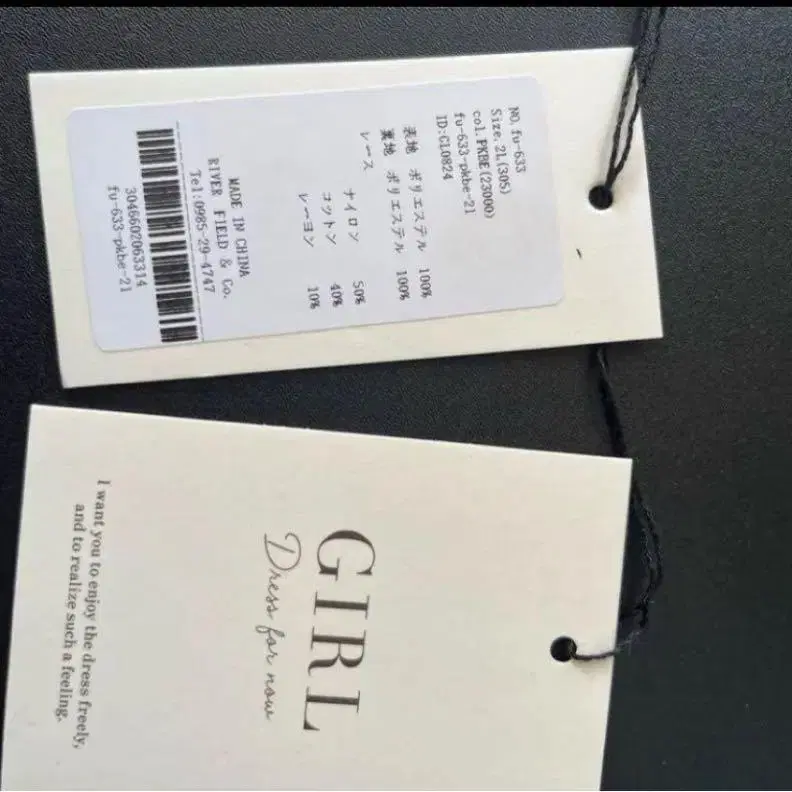 NO. fu-633
Size. 2L(30S)
col. PKBE(23000)
fu-633-pkbe-2l
ID:CL0824
表地 ポリエステル 100%
裏地 ポリエステル 100%
レース
ナイロン 50%
コットン 40%
レーヨン 10%
MADE IN CHINA
RIVER FIELD & Co.
Tel:0985-29-4747
3046602063314
fu-633-pkbe-2l
GIRL
Dress for now
I want you to enjoy the dress freely,
and to realize such a feeling.